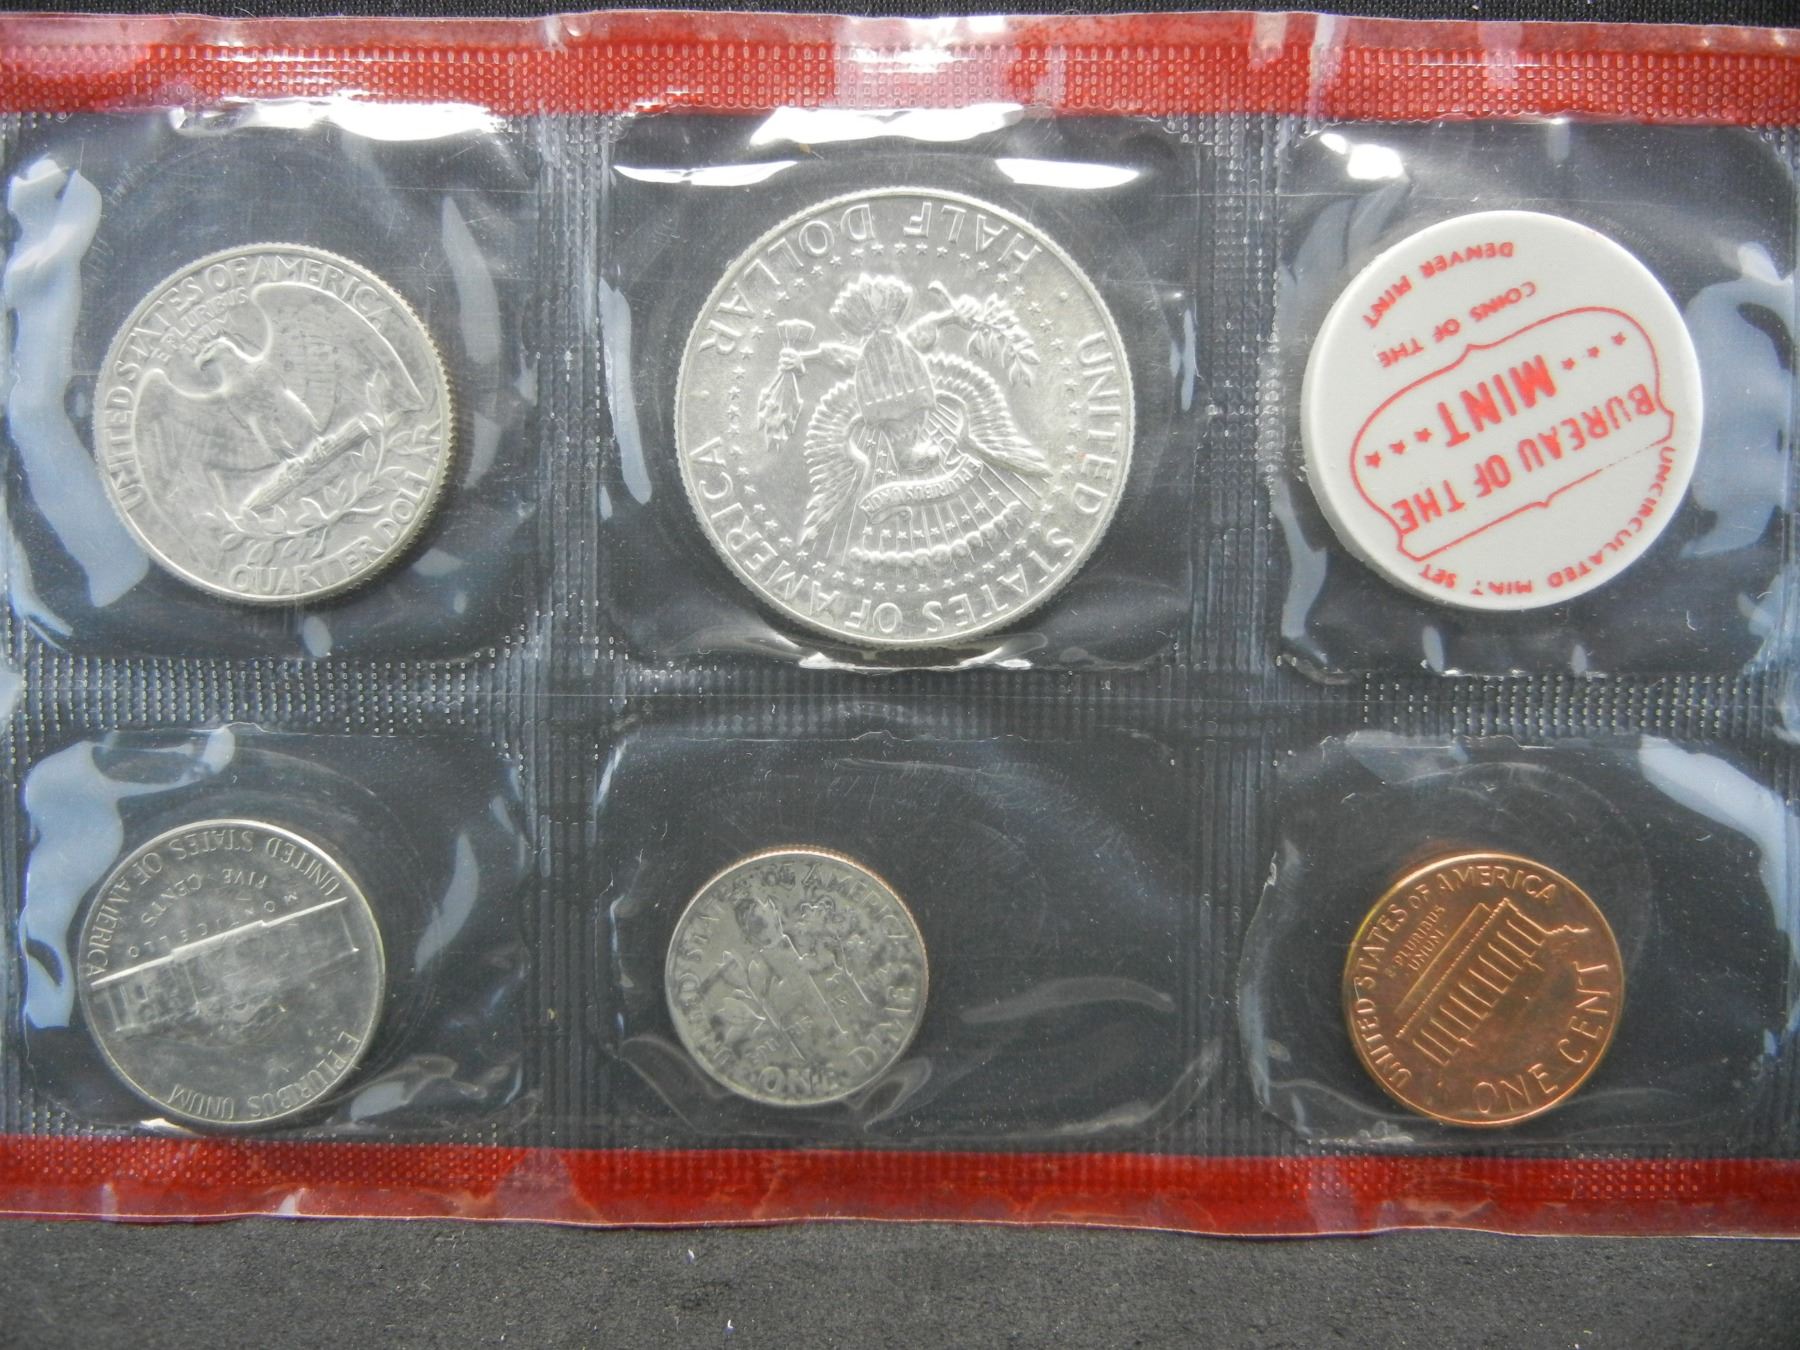 UNITED STATES OF AMERICA
E PLURIBUS
UNUM
QUARTER DOLLAR
HALF DOLLAR
E PLURIBUS UNUM
UNITED STATES OF AMERICA
UNCIRCULATED MINT SET
BUREAU OF THE
MINT
COINS OF THE
DENVER MINT
E PLURIBUS UNUM
MONTICELLO
FIVE CENTS
UNITED STATES OF AMERICA
UNITED STATES OF AMERICA
ONE DIME
UNITED STATES OF AMERICA
E PLURIBUS
UNUM
ONE CENT